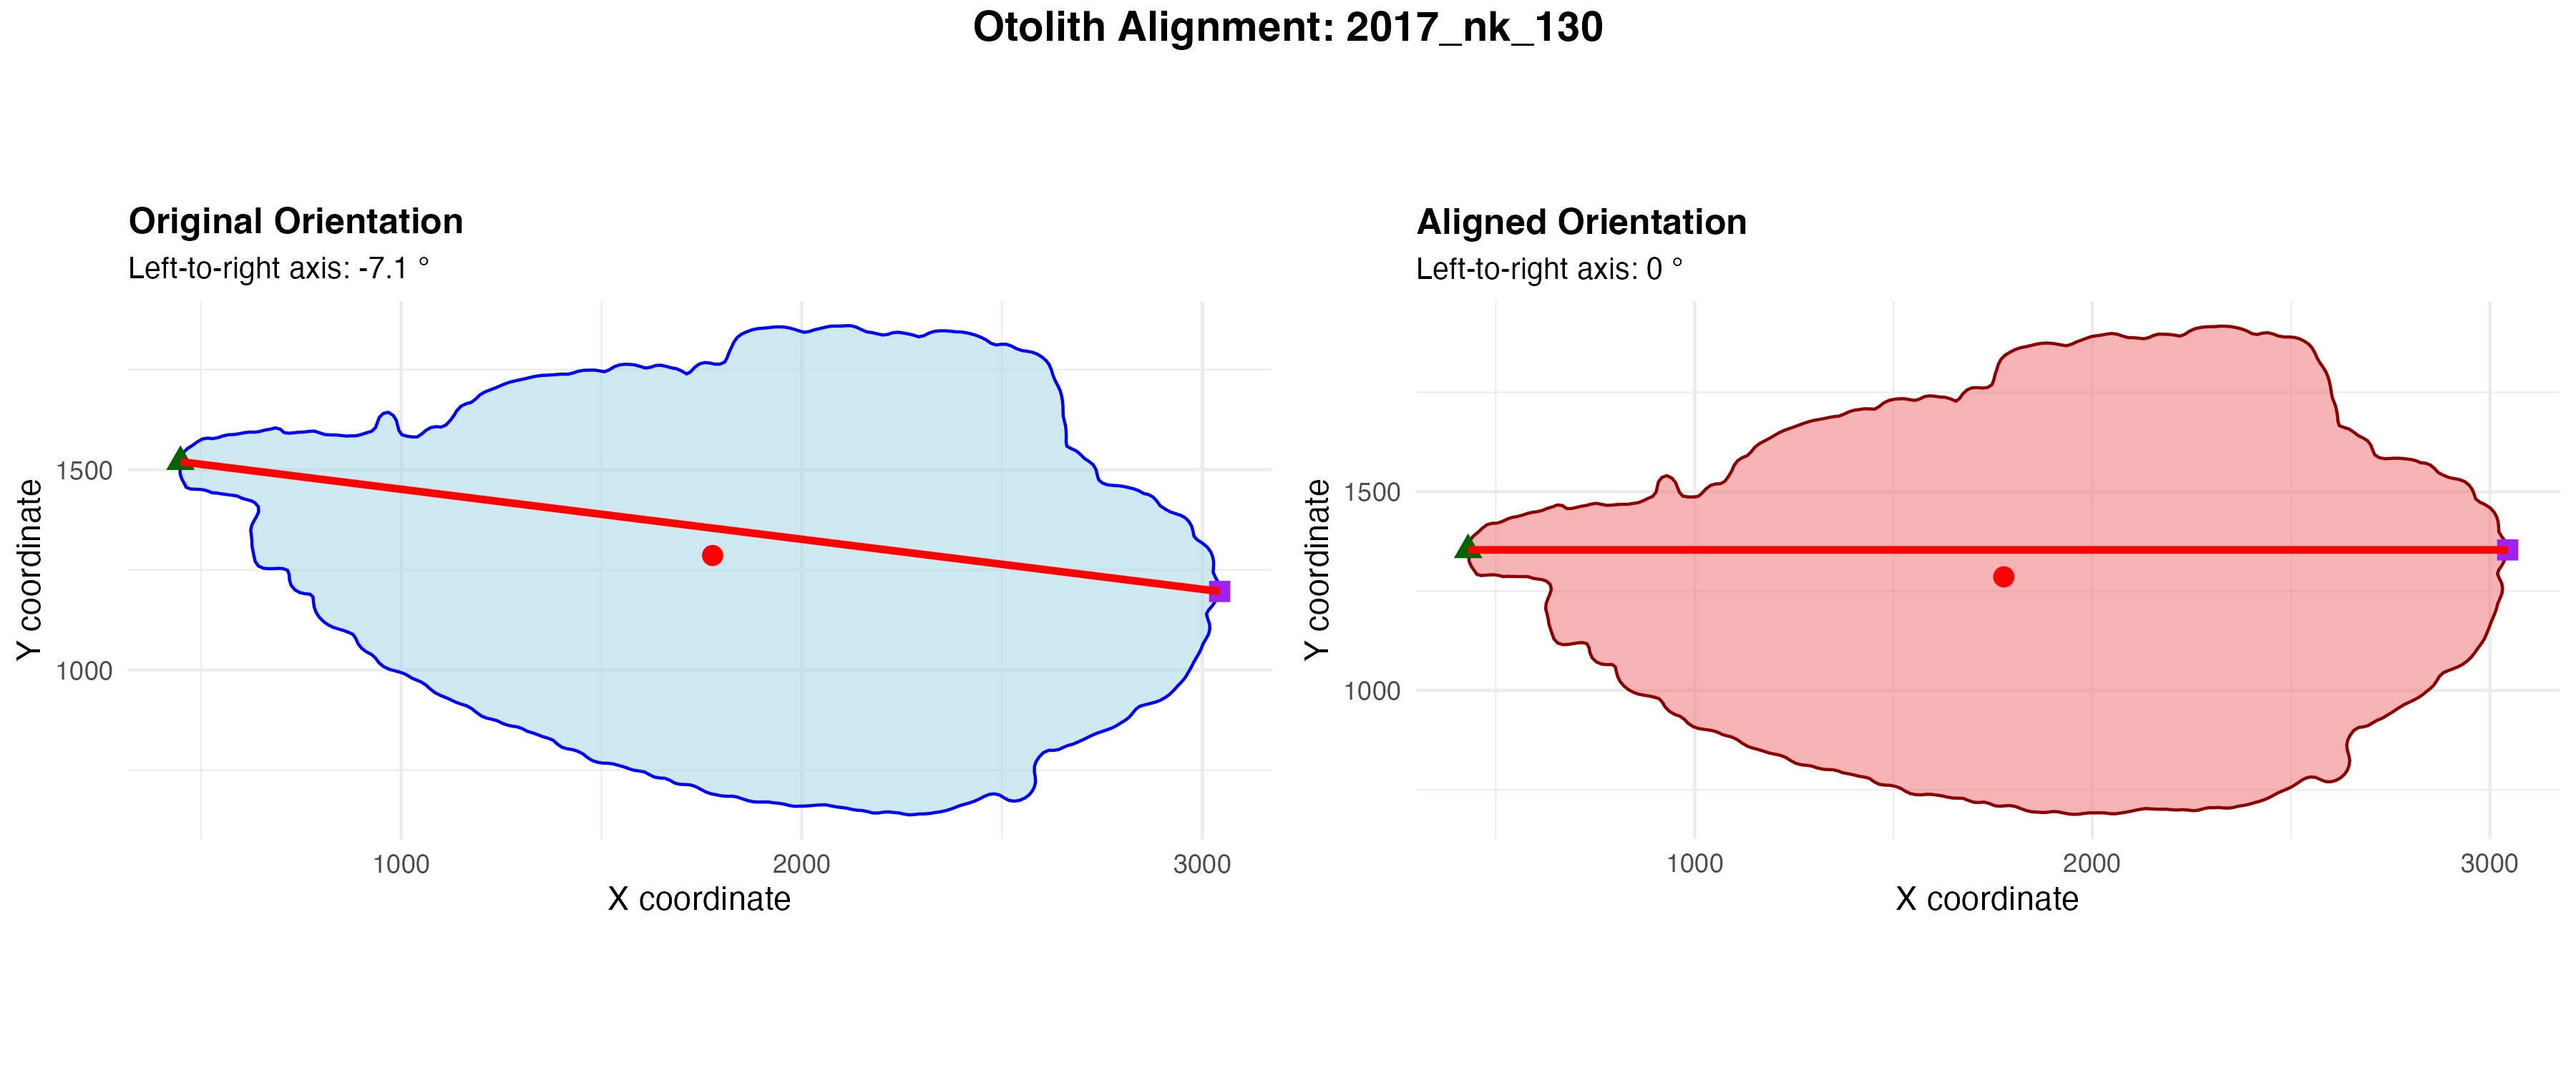 Otolith Alignment: 2017_nk_130
Original Orientation
Left-to-right axis: -7.1 °
Y coordinate
1500
1000
1000
2000
3000
X coordinate
Aligned Orientation
Left-to-right axis: 0 °
Y coordinate
1500
1000
1000
2000
3000
X coordinate